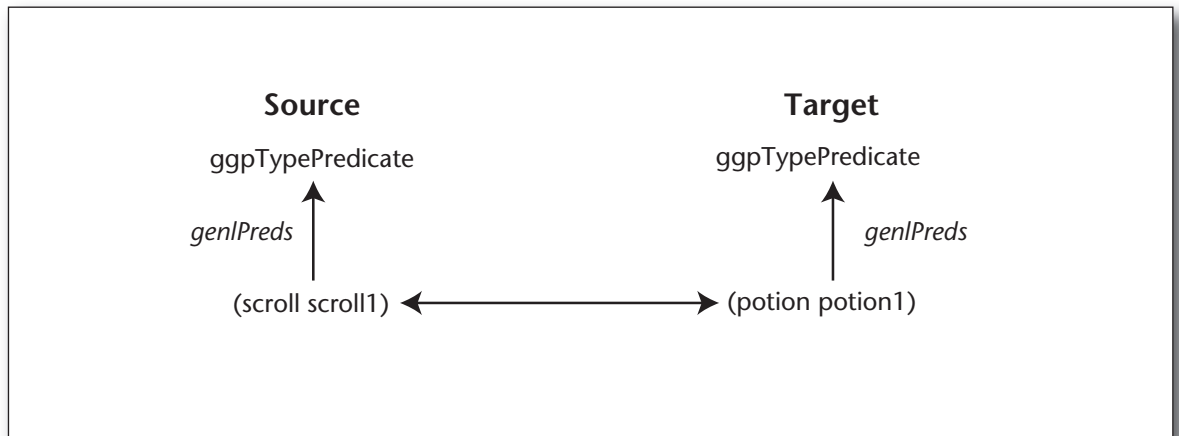 Source Target
ggpTypePredicate ggpTypePredicate
genlPreds genlPreds
(scroll scroll1) (potion potion1)